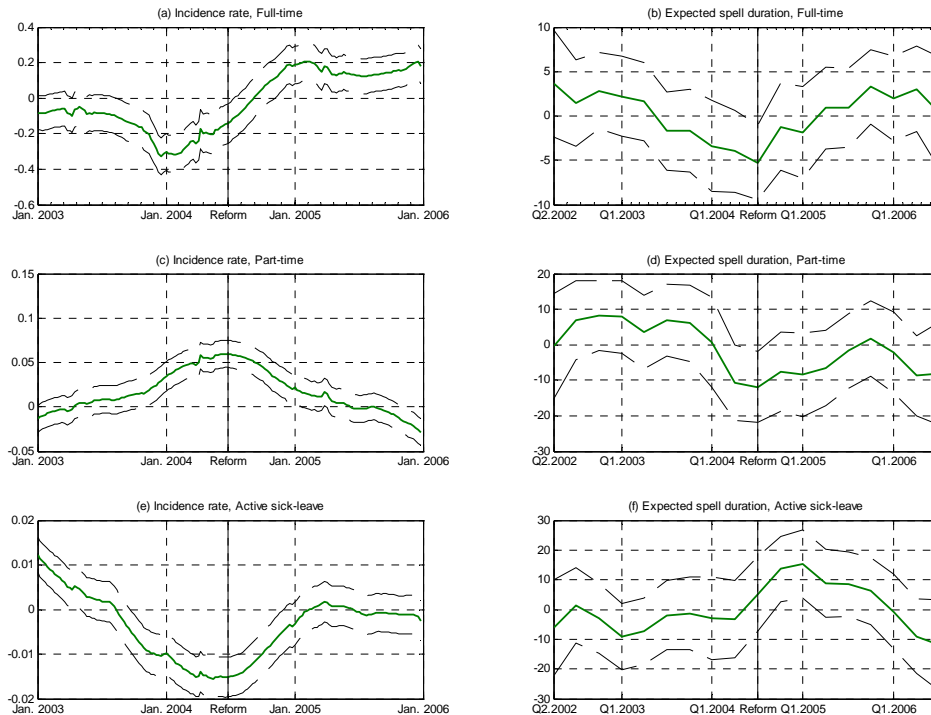 (a) Incidence rate, Full-time
0.4
0.2
0
-0.2
-0.4
-0.6
Jan. 2003 Jan. 2004 Reform Jan. 2005 Jan. 2006
(b) Expected spell duration, Full-time
10
5
0
-5
-10
Q2.2002 Q1.2003 Q1.2004 Reform Q1.2005 Q1.2006
(c) Incidence rate, Part-time
0.15
0.1
0.05
0
-0.05
Jan. 2003 Jan. 2004 Reform Jan. 2005 Jan. 2006
(d) Expected spell duration, Part-time
20
10
0
-10
-20
-30
Q2.2002 Q1.2003 Q1.2004 Reform Q1.2005 Q1.2006
(e) Incidence rate, Active sick-leave
0.02
0.01
0
-0.01
-0.02
Jan. 2003 Jan. 2004 Reform Jan. 2005 Jan. 2006
(f) Expected spell duration, Active sick-leave
30
20
10
0
-10
-20
-30
Q2.2002 Q1.2003 Q1.2004 Reform Q1.2005 Q1.2006